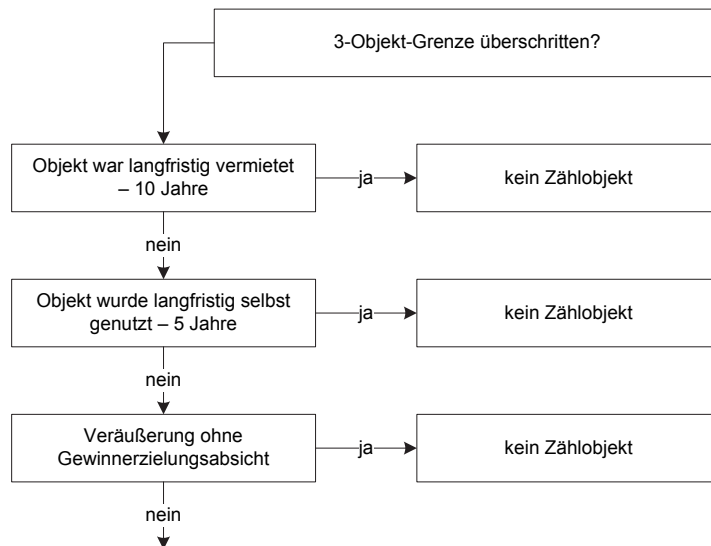 3-Objekt-Grenze überschritten?
Objekt war langfristig vermietet
– 10 Jahre
ja
kein Zählobjekt
nein
Objekt wurde langfristig selbst
genutzt – 5 Jahre
ja
kein Zählobjekt
nein
Veräußerung ohne
Gewinnerzielungsabsicht
ja
kein Zählobjekt
nein